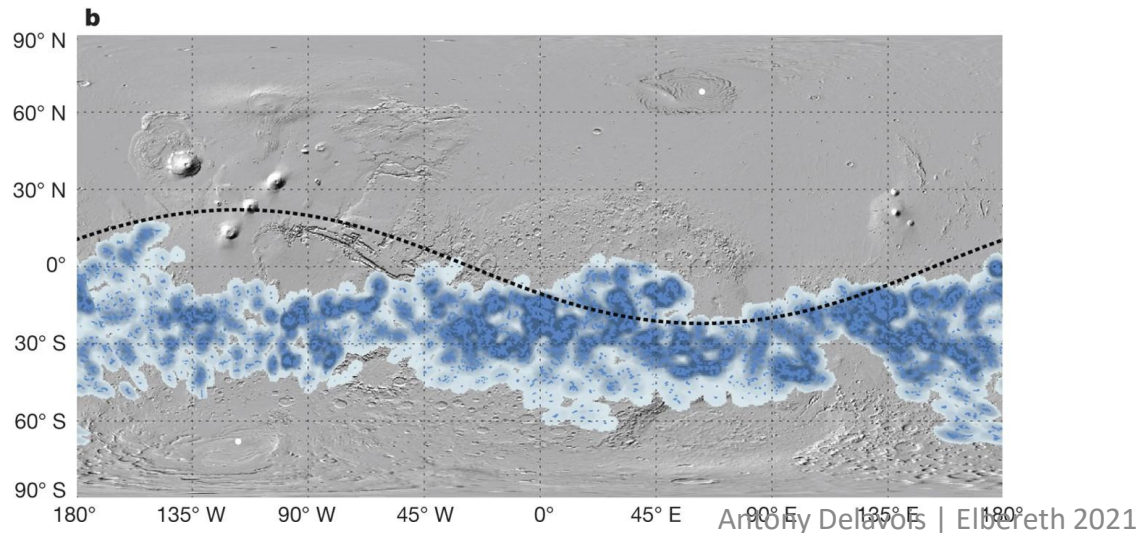 b
90° N
60° N
30° N
0°
30° S
60° S
90° S
180° 135° W 90° W 45° W 0° 45° E 90° E 135° E 180°
Antony Delavois | Elbereth 2021